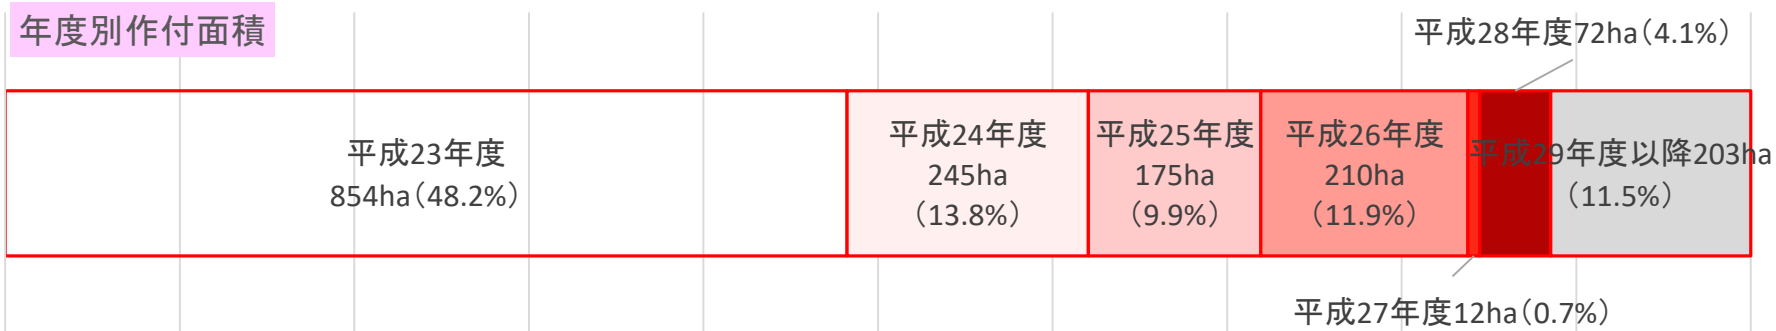 年度別作付面積
平成28年度72ha（4.1%）
平成23年度
854ha（48.2%）
平成24年度
245ha
（13.8%）
平成25年度
175ha
（9.9%）
平成26年度
210ha
（11.9%）
平成29年度以降203ha
（11.5%）
平成27年度12ha（0.7%）